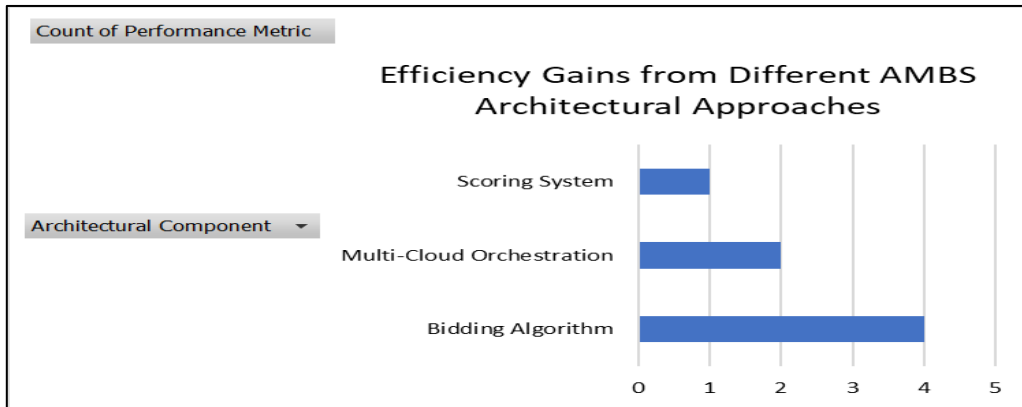 Count of Performance Metric
Efficiency Gains from Different AMBS
Architectural Approaches
Scoring System
Architectural Component
Multi-Cloud Orchestration
Bidding Algorithm
0 1 2 3 4 5